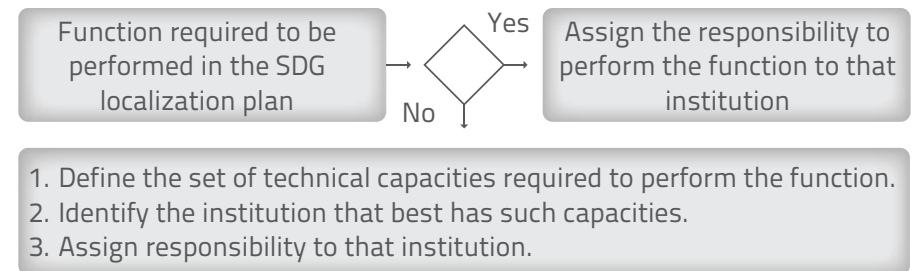 Function required to be
performed in the SDG
localization plan
Yes
No
Assign the responsibility to
perform the function to that
institution
1. Define the set of technical capacities required to perform the function.
2. Identify the institution that best has such capacities.
3. Assign responsibility to that institution.